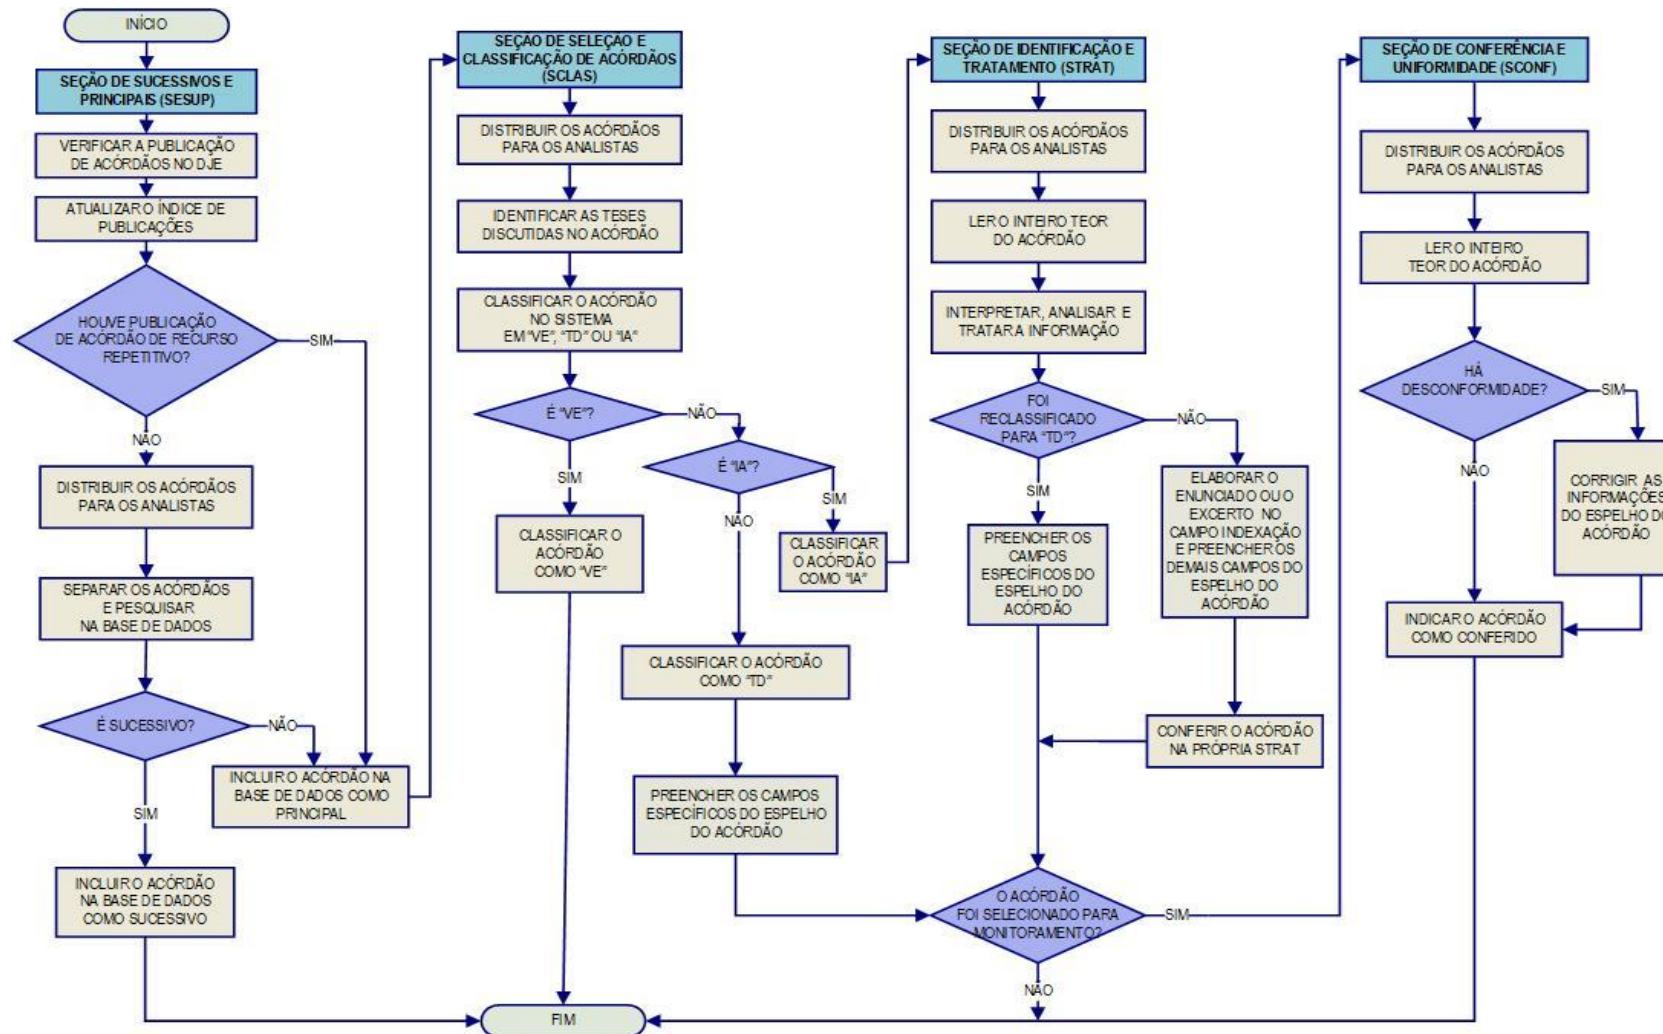 INÍCIO
SEÇÃO DE SUCESSIVOS E
PRINCIPAIS (SESUP)
VERIFICAR A PUBLICAÇÃO
DE ACÓRDÃOS NO DJE
ATUALIZAR O ÍNDICE DE
PUBLICAÇÕES
HOUVE PUBLICAÇÃO
DE ACÓRDÃO DE RECURSO
REPETITIVO?
SIM
NÃO
DISTRIBUIR OS ACÓRDÃOS
PARA OS ANALISTAS
SEPARAR OS ACÓRDÃOS
E PESQUISAR
NA BASE DE DADOS
É SUCESSIVO?
NÃO
SIM
INCLUIR O ACÓRDÃO NA
BASE DE DADOS COMO
PRINCIPAL
INCLUIR O ACÓRDÃO
NA BASE DE DADOS
COMO SUCESSIVO
SEÇÃO DE SELEÇÃO E
CLASSIFICAÇÃO DE ACÓRDÃOS
(SCLAS)
DISTRIBUIR OS ACÓRDÃOS
PARA OS ANALISTAS
IDENTIFICAR AS TESES
DISCUTIDAS NO ACÓRDÃO
CLASSIFICAR O ACÓRDÃO
NO SISTEMA
EM "VE", "TD" OU "IA"
É "VE"?
NÃO
SIM
CLASSIFICAR O
ACÓRDÃO
COMO "VE"
É "IA"?
SIM
NÃO
CLASSIFICAR
O ACÓRDÃO
COMO "IA"
CLASSIFICAR O ACÓRDÃO
COMO "TD"
PREENCHER OS CAMPOS
ESPECÍFICOS DO ESPELHO
DO ACÓRDÃO
SEÇÃO DE IDENTIFICAÇÃO E
TRATAMENTO (STRAT)
DISTRIBUIR OS ACÓRDÃOS
PARA OS ANALISTAS
LER O INTEIRO TEOR
DO ACÓRDÃO
INTERPRETAR, ANALISAR E
TRATAR A INFORMAÇÃO
FOI
RECLASSIFICADO
PARA "TD"?
NÃO
SIM
PREENCHER OS
CAMPOS
ESPECÍFICOS DO
ESPELHO DO
ACÓRDÃO
ELABORAR O
ENUNCIADO OU O
EXCERTO NO
CAMPO INDEXAÇÃO
E PREENCHER OS
DEMAIS CAMPOS DO
ESPELHO DO
ACÓRDÃO
CONFERIR O ACÓRDÃO
NA PRÓPRIA STRAT
O ACÓRDÃO
FOI SELECIONADO PARA
MONITORAMENTO?
SIM
NÃO
SEÇÃO DE CONFERÊNCIA E
UNIFORMIDADE (SCONF)
DISTRIBUIR OS ACÓRDÃOS
PARA OS ANALISTAS
LER O INTEIRO
TEOR DO ACÓRDÃO
HÁ
DESCONFORMIDADE?
SIM
NÃO
CORRIGIR AS
INFORMAÇÕES
DO ESPELHO DO
ACÓRDÃO
INDICAR O ACÓRDÃO
COMO CONFERIDO
FIM